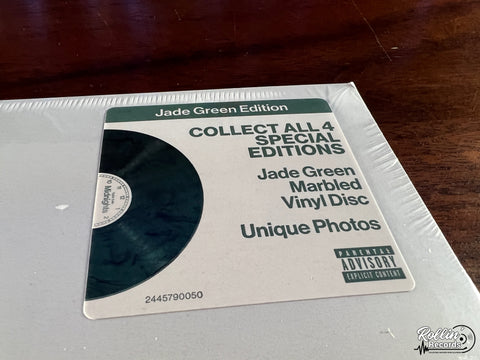 Jade Green Edition
COLLECT ALL 4
SPECIAL
EDITIONS
Jade Green
Marbled
Vinyl Disc
Unique Photos
Midnights
PARENTAL
ADVISORY
EXPLICIT CONTENT
2445790050
Rollin'
Records